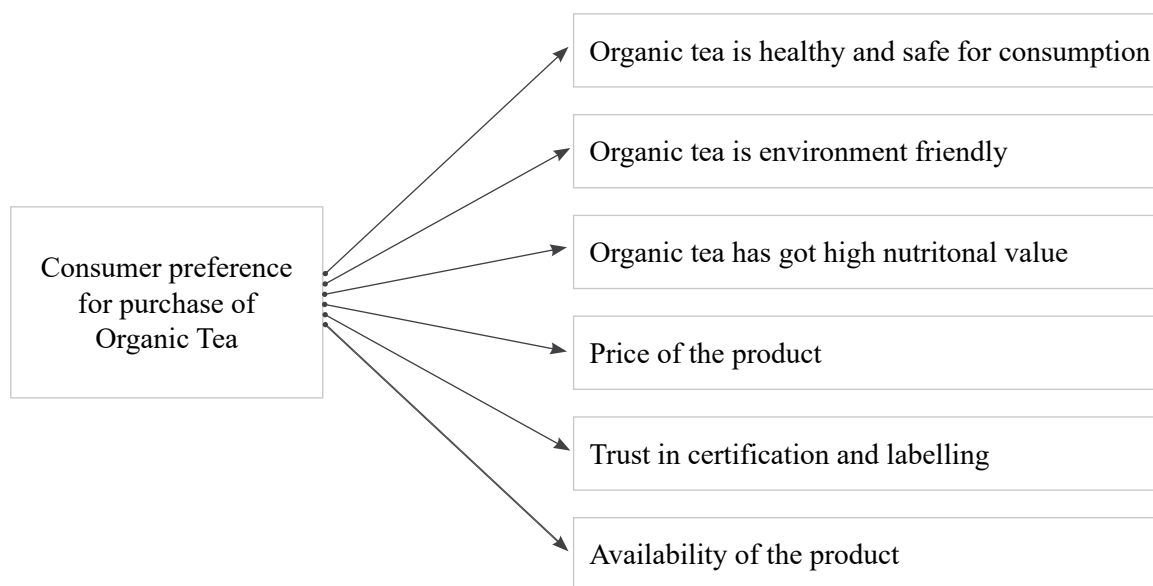 Organic tea is healthy and safe for consumption
Organic tea is environment friendly
Organic tea has got high nutritonal value
Consumer preference
for purchase of
Organic Tea
Price of the product
Trust in certification and labelling
Availability of the product